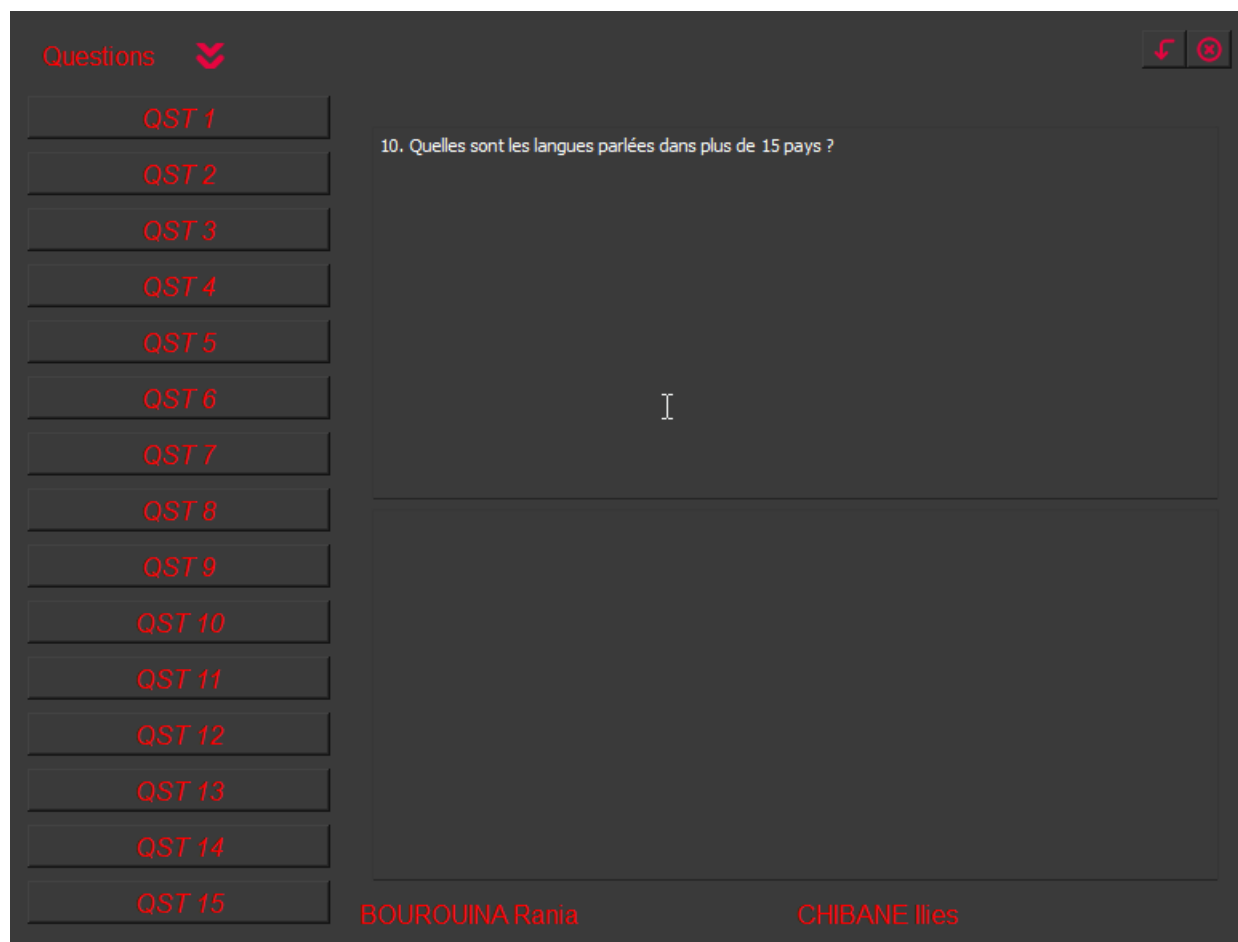 Questions
QST 1
QST 2
QST 3
QST 4
QST 5
QST 6
QST 7
QST 8
QST 9
QST 10
QST 11
QST 12
QST 13
QST 14
QST 15
10. Quelles sont les langues parlées dans plus de 15 pays ?
BOUROUINA Rania
CHIBANE Ilies